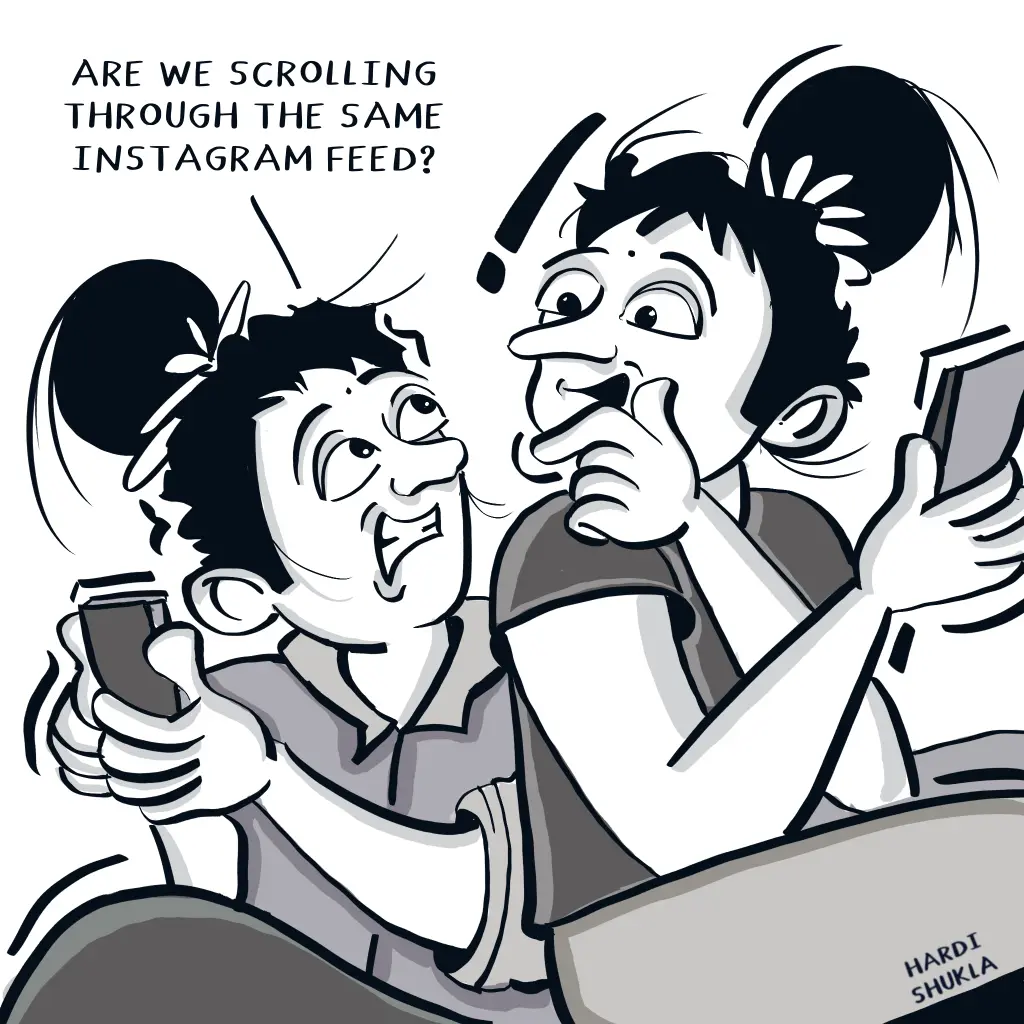 ARE WE SCROLLING
THROUGH THE SAME
INSTAGRAM FEED?
HARDI
SHUKLA